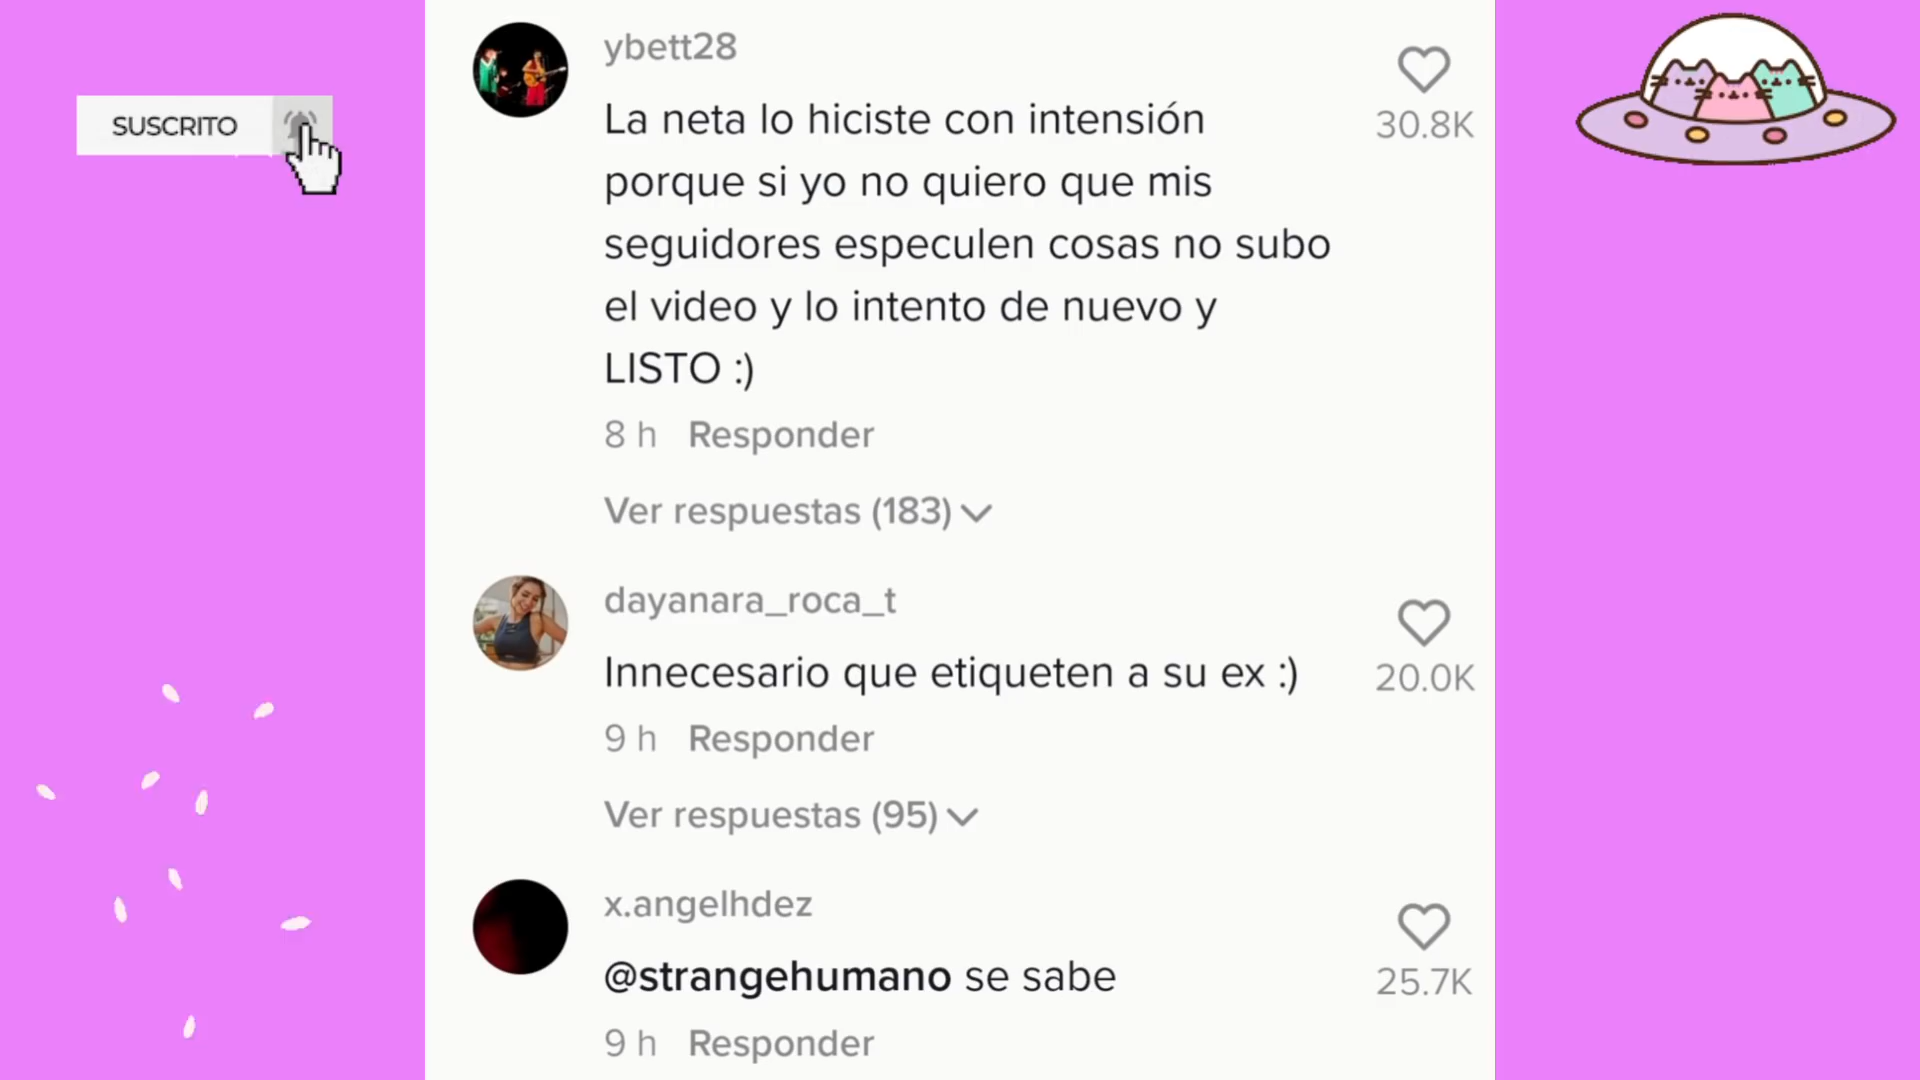 SUSCRITO
ybett28
La neta lo hiciste con intensión
30.8K
porque si yo no quiero que mis
seguidores especulen cosas no subo
el video y lo intento de nuevo y
LISTO :)
8 h Responder
Ver respuestas (183)
dayanara_roca_t
Innecesario que etiqueten a su ex :)
20.0K
9 h Responder
Ver respuestas (95)
x.angelhdez
@strangehumano se sabe
25.7K
9 h Responder